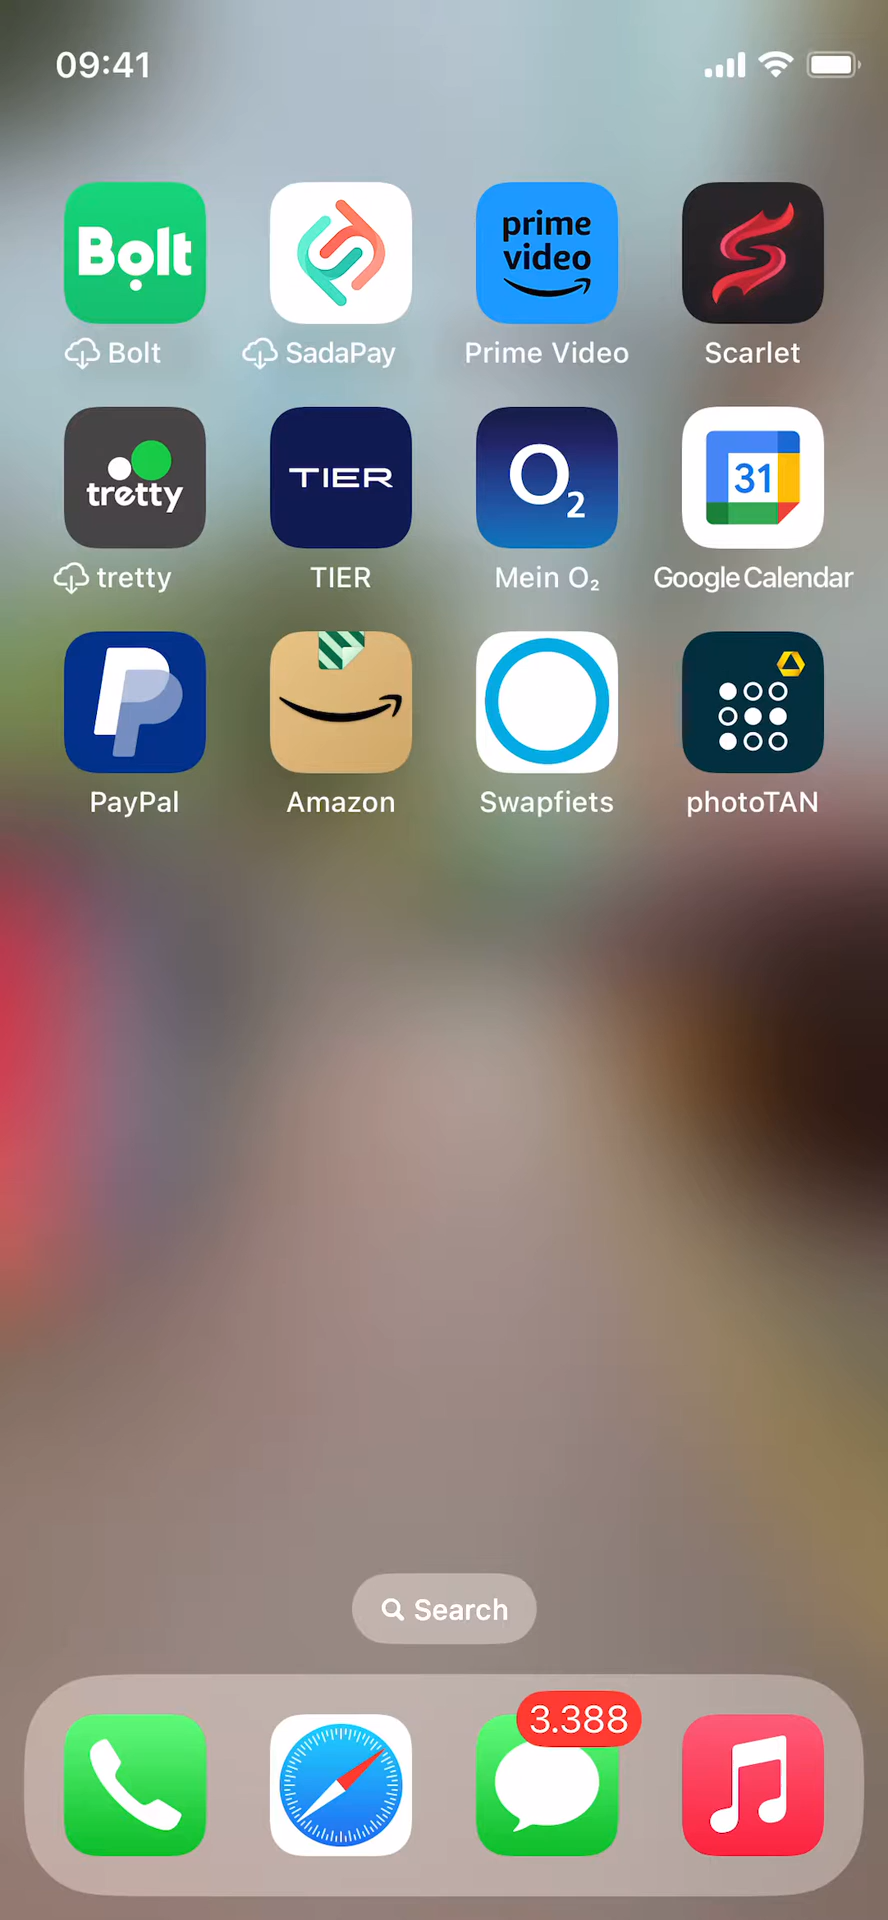 09:41
Bolt
prime video
tretty
TIER
O2
31
Bolt
SadaPay
Prime Video
Scarlet
tretty
TIER
Mein O₂
Google Calendar
PayPal
Amazon
Swapfiets
photoTAN
Search
3.388